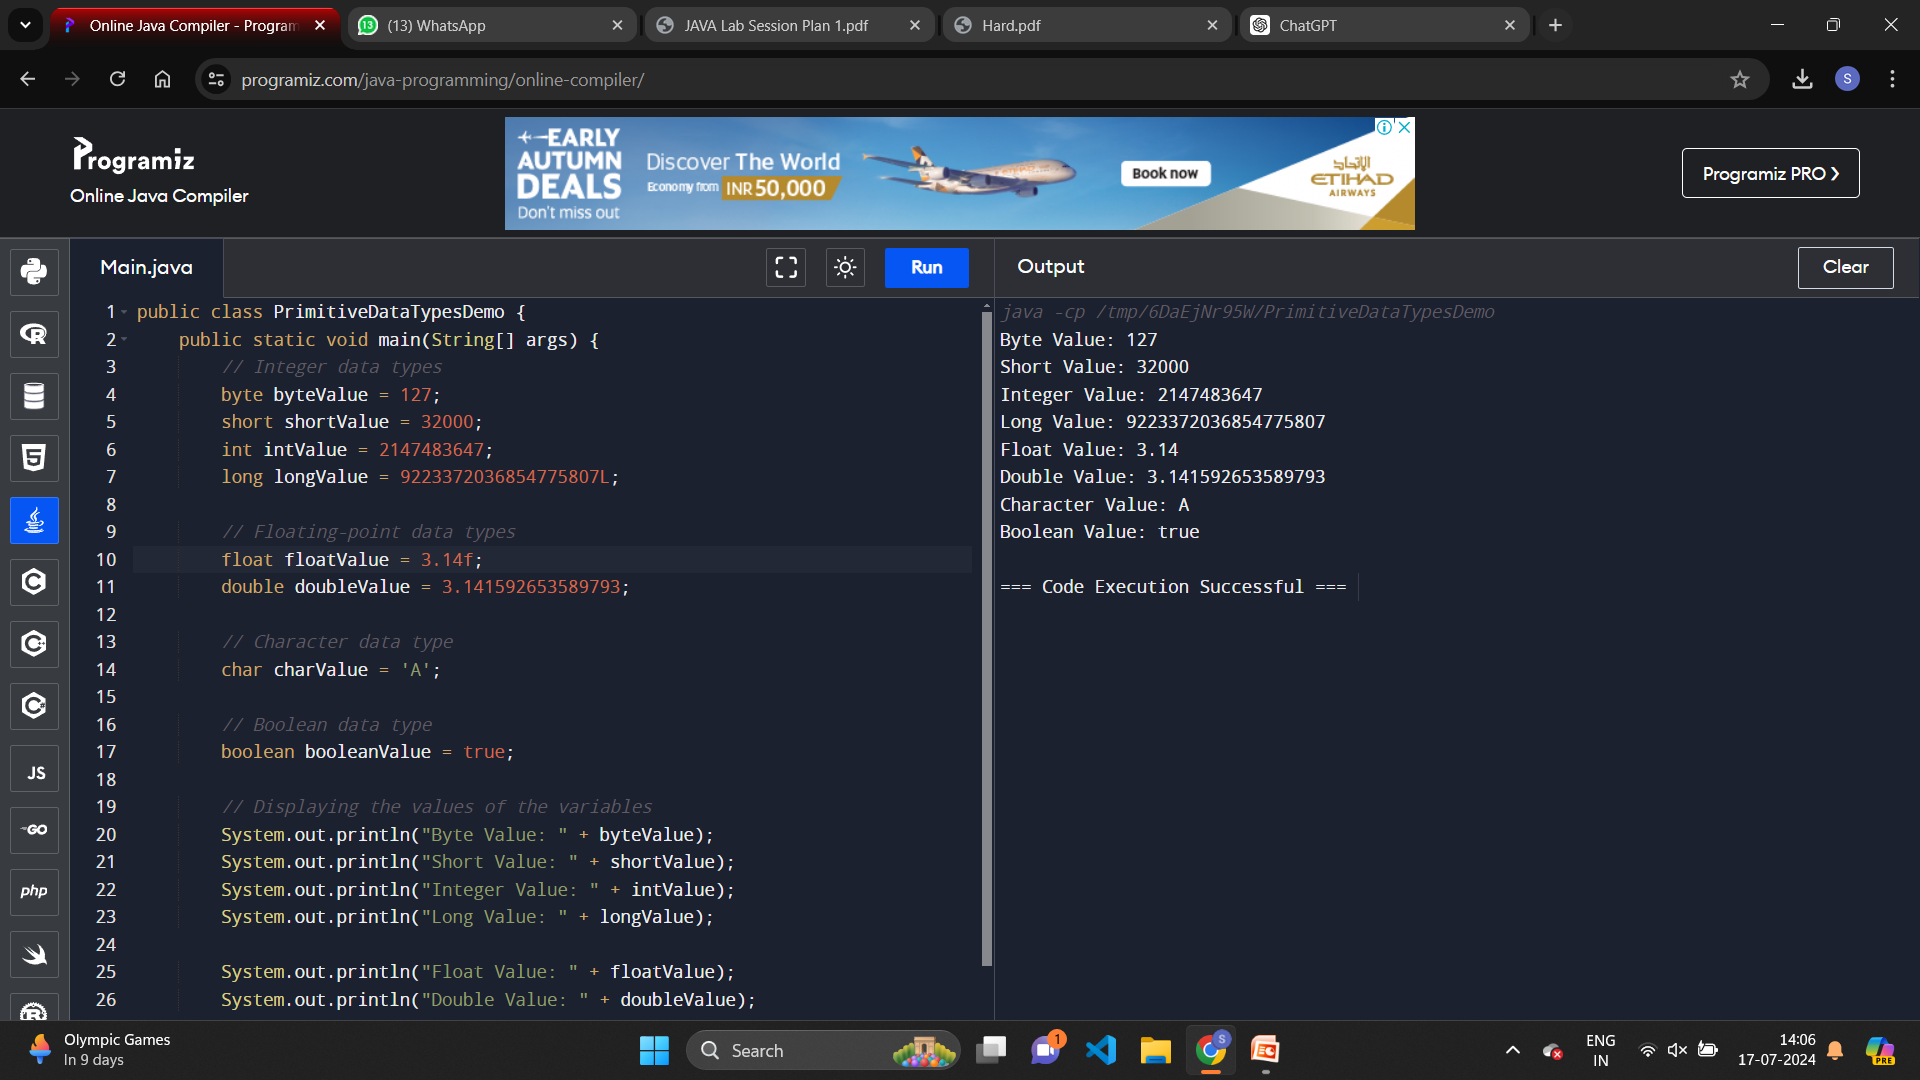 Online Java Compiler - Program
(13) WhatsApp
JAVA Lab Session Plan 1.pdf
Hard.pdf
ChatGPT
programiz.com/java-programming/online-compiler/
S
Programiz
Online Java Compiler
EARLY
AUTUMN
DEALS
Don't miss out
Discover The World
Economy from INR 50,000
Book now
الإتحاد
ETIHAD
AIRWAYS
Programiz PRO
Main.java
Run
Output
Clear
1 public class PrimitiveDataTypesDemo {
2 public static void main(String[] args) {
3 // Integer data types
4 byte byteValue = 127;
5 short shortValue = 32000;
6 int intValue = 2147483647;
7 long longValue = 9223372036854775807L;
8
9 // Floating-point data types
10 float floatValue = 3.14f;
11 double doubleValue = 3.141592653589793;
12
13 // Character data type
14 char charValue = 'A';
15
16 // Boolean data type
17 boolean booleanValue = true;
18
19 // Displaying the values of the variables
20 System.out.println("Byte Value: " + byteValue);
21 System.out.println("Short Value: " + shortValue);
22 System.out.println("Integer Value: " + intValue);
23 System.out.println("Long Value: " + longValue);
24
25 System.out.println("Float Value: " + floatValue);
26 System.out.println("Double Value: " + doubleValue);
java -cp /tmp/6DaEjNr95W/PrimitiveDataTypesDemo
Byte Value: 127
Short Value: 32000
Integer Value: 2147483647
Long Value: 9223372036854775807
Float Value: 3.14
Double Value: 3.141592653589793
Character Value: A
Boolean Value: true
=== Code Execution Successful ===
JS
GO
php
Olympic Games
In 9 days
Search
1
S
ENG
IN
14:06
17-07-2024
PRE